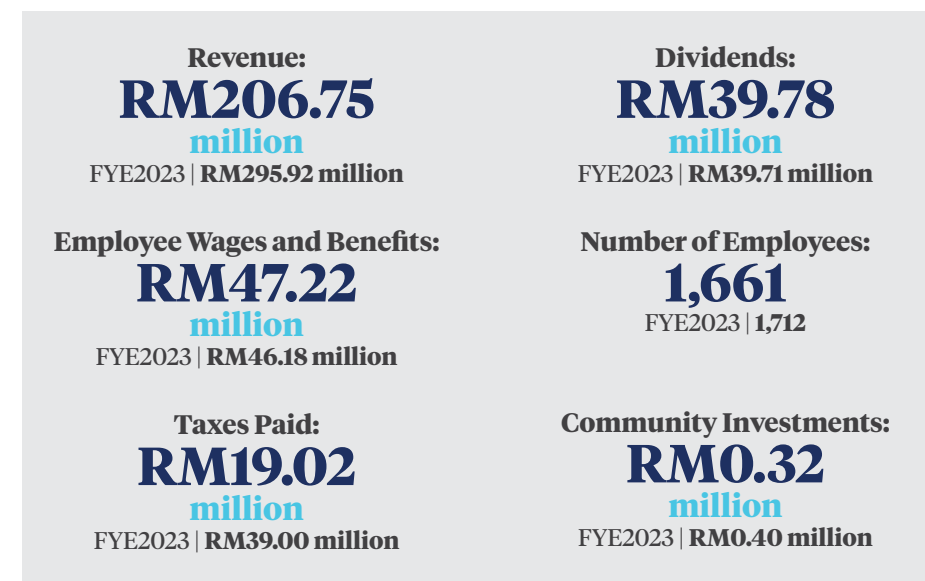 Revenue:
RM206.75
million
FYE2023 | RM295.92 million
Dividends:
RM39.78
million
FYE2023 | RM39.71 million
Employee Wages and Benefits:
RM47.22
million
FYE2023 | RM46.18 million
Number of Employees:
1,661
FYE2023 | 1,712
Taxes Paid:
RM19.02
million
FYE2023 | RM39.00 million
Community Investments:
RM0.32
million
FYE2023 | RM0.40 million